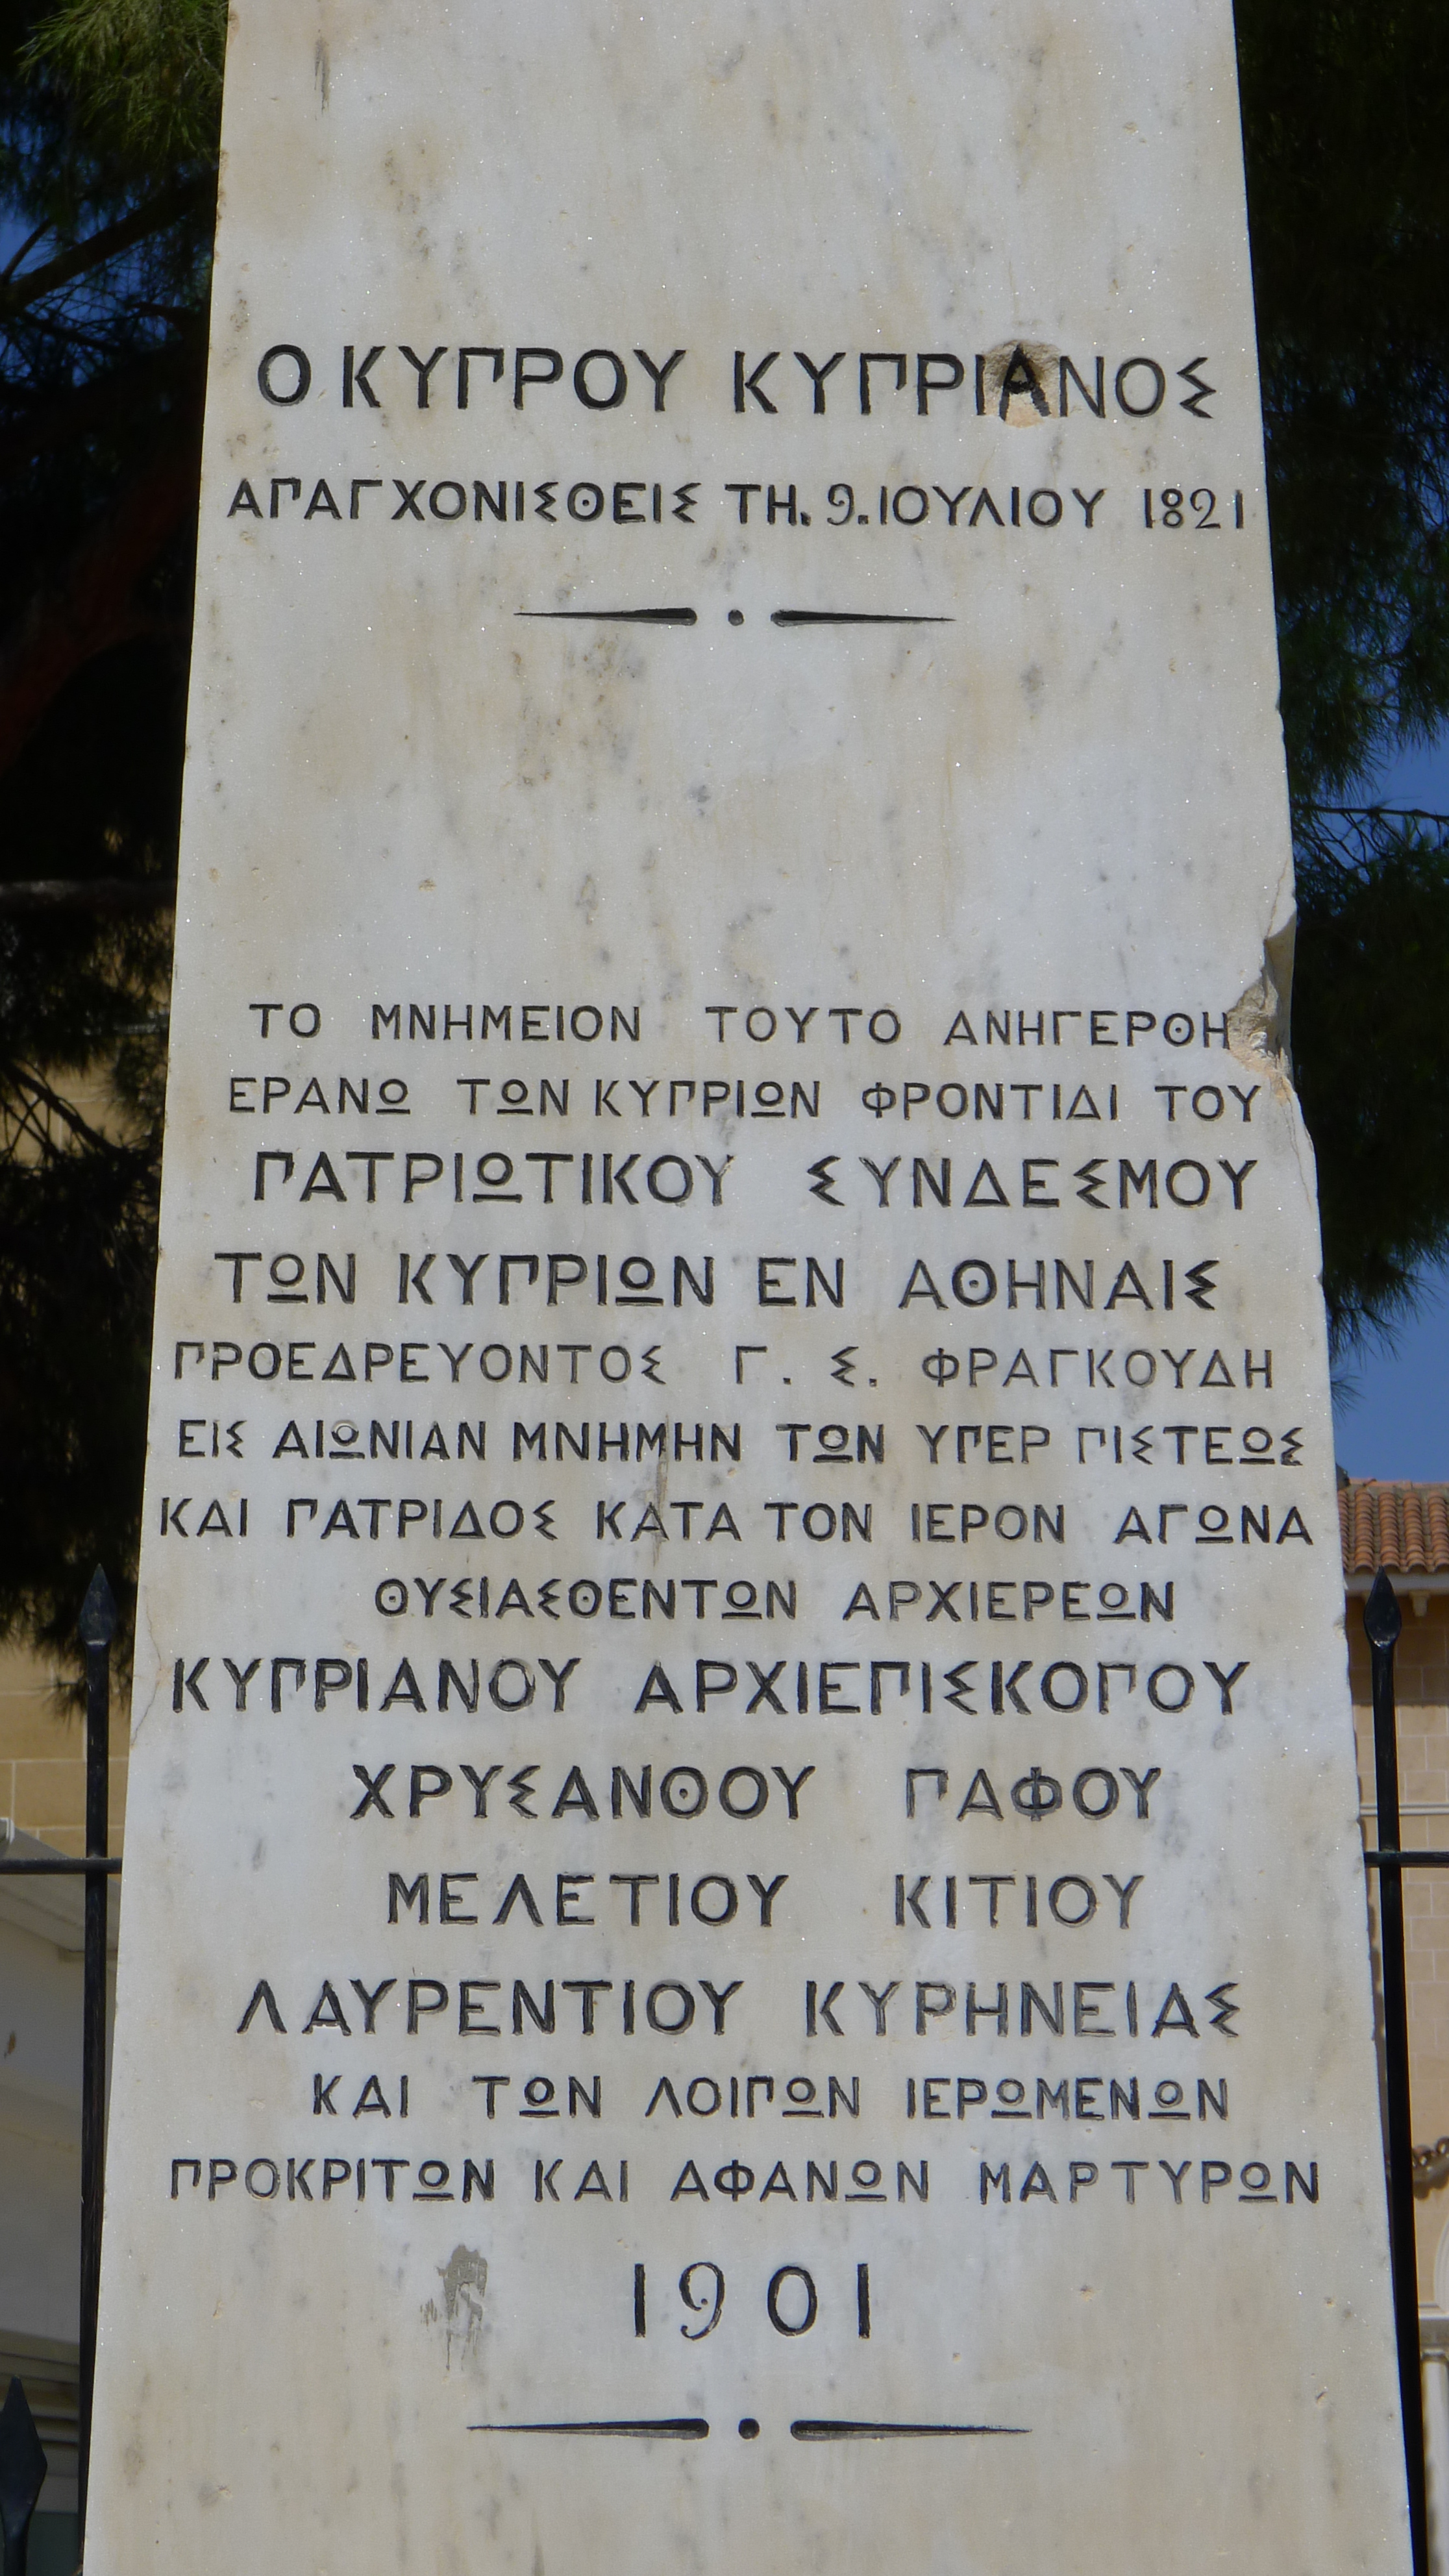 Ο ΚΥΠΡΟΥ ΚΥΠΡΙΑΝΟΣ
ΑΠΑΓΧΟΝΙΣΘΕΙΣ ΤΗ. 9. ΙΟΥΛΙΟΥ 1821
ΤΟ ΜΝΗΜΕΙΟΝ ΤΟΥΤΟ ΑΝΗΓΕΡΘΗ
ΕΡΑΝΩ ΤΩΝ ΚΥΠΡΙΩΝ ΦΡΟΝΤΙΔΙ ΤΟΥ
ΠΑΤΡΙΩΤΙΚΟΥ ΣΥΝΔΕΣΜΟΥ
ΤΩΝ ΚΥΠΡΙΩΝ ΕΝ ΑΘΗΝΑΙΣ
ΠΡΟΕΔΡΕΥΟΝΤΟΣ Γ. Σ. ΦΡΑΓΚΟΥΔΗ
ΕΙΣ ΑΙΩΝΙΑΝ ΜΝΗΜΗΝ ΤΩΝ ΥΠΕΡ ΠΙΣΤΕΩΣ
ΚΑΙ ΠΑΤΡΙΔΟΣ ΚΑΤΑ ΤΟΝ ΙΕΡΟΝ ΑΓΩΝΑ
ΘΥΣΙΑΣΘΕΝΤΩΝ ΑΡΧΙΕΡΕΩΝ
ΚΥΠΡΙΑΝΟΥ ΑΡΧΙΕΠΙΣΚΟΠΟΥ
ΧΡΥΣΑΝΘΟΥ ΠΑΦΟΥ
ΜΕΛΕΤΙΟΥ ΚΙΤΙΟΥ
ΛΑΥΡΕΝΤΙΟΥ ΚΥΡΗΝΕΙΑΣ
ΚΑΙ ΤΩΝ ΛΟΙΠΩΝ ΙΕΡΩΜΕΝΩΝ
ΠΡΟΚΡΙΤΩΝ ΚΑΙ ΑΦΑΝΩΝ ΜΑΡΤΥΡΩΝ
1901